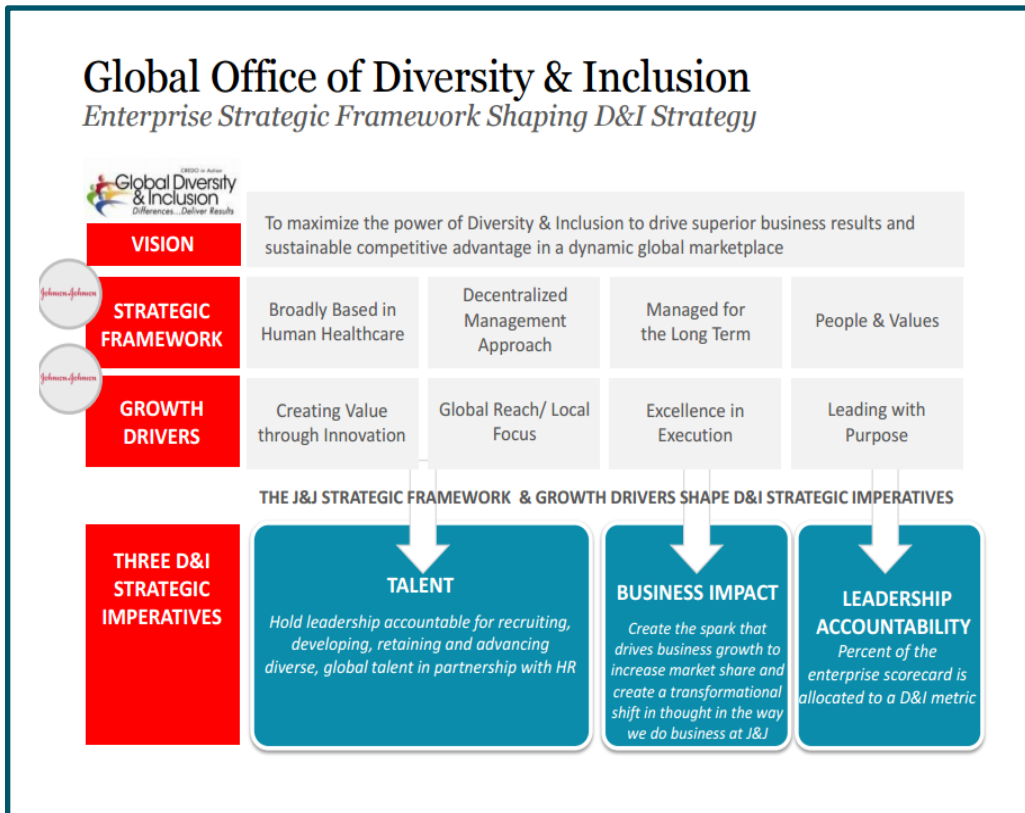 Global Office of Diversity & Inclusion
Enterprise Strategic Framework Shaping D&I Strategy
CREDO in Action
Global Diversity
& Inclusion
Differences...Deliver Results
VISION
To maximize the power of Diversity & Inclusion to drive superior business results and
sustainable competitive advantage in a dynamic global marketplace
Johnson&Johnson
STRATEGIC
FRAMEWORK
Broadly Based in
Human Healthcare
Decentralized
Management
Approach
Managed for
the Long Term
People & Values
Johnson&Johnson
GROWTH
DRIVERS
Creating Value
through Innovation
Global Reach/ Local
Focus
Excellence in
Execution
Leading with
Purpose
THE J&J STRATEGIC FRAMEWORK & GROWTH DRIVERS SHAPE D&I STRATEGIC IMPERATIVES
THREE D&I
STRATEGIC
IMPERATIVES
TALENT
Hold leadership accountable for recruiting,
developing, retaining and advancing
diverse, global talent in partnership with HR
BUSINESS IMPACT
Create the spark that
drives business growth to
increase market share and
create a transformational
shift in thought in the way
we do business at J&J
LEADERSHIP
ACCOUNTABILITY
Percent of the
enterprise scorecard is
allocated to a D&I metric